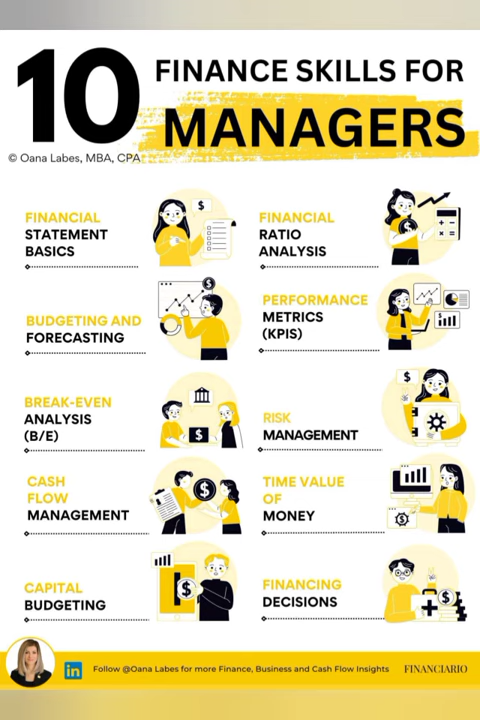 10
FINANCE SKILLS FOR
MANAGERS
© Oana Labes, MBA, CPA
FINANCIAL
STATEMENT
BASICS
FINANCIAL
RATIO
ANALYSIS
BUDGETING AND
FORECASTING
PERFORMANCE
METRICS
(KPIS)
BREAK-EVEN
ANALYSIS
(B/E)
RISK
MANAGEMENT
CASH
FLOW
MANAGEMENT
TIME VALUE
OF
MONEY
CAPITAL
BUDGETING
FINANCING
DECISIONS
in
Follow @Oana Labes for more Finance, Business and Cash Flow Insights
FINANCIARIO